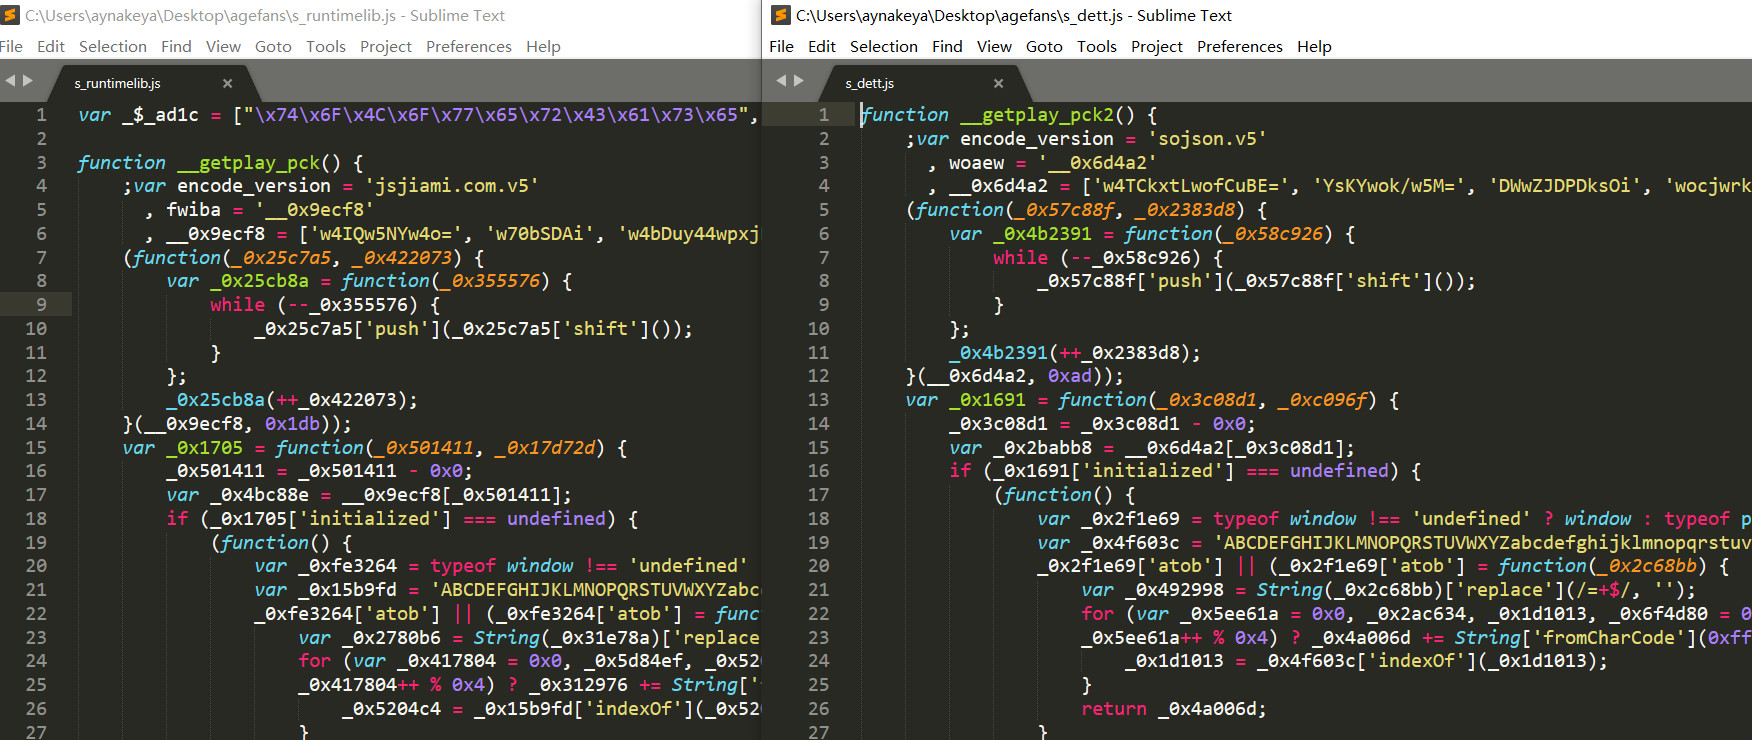 C:\Users\aynakeya\Desktop\agefans\s_runtimelib.js - Sublime Text
File Edit Selection Find View Goto Tools Project Preferences Help
s_runtimelib.js ×
1 var _$_ad1c = ["\x74\x6F\x4C\x6F\x77\x65\x72\x43\x61\x73\x65",
2
3 function __getplay_pck() {
4 ;var encode_version = 'jsjiami.com.v5'
5 , fwiba = '__0x9ecf8'
6 , __0x9ecf8 = ['w4IQw5NYw4o=', 'w70bSDAi', 'w4bDuy44wpxj
7 (function(_0x25c7a5, _0x422073) {
8 var _0x25cb8a = function(_0x355576) {
9 while (--_0x355576) {
10 _0x25c7a5['push'](_0x25c7a5['shift']());
11 }
12 };
13 _0x25cb8a(++_0x422073);
14 }(__0x9ecf8, 0x1db));
15 var _0x1705 = function(_0x501411, _0x17d72d) {
16 _0x501411 = _0x501411 - 0x0;
17 var _0x4bc88e = __0x9ecf8[_0x501411];
18 if (_0x1705['initialized'] === undefined) {
19 (function() {
20 var _0xfe3264 = typeof window !== 'undefined'
21 var _0x15b9fd = 'ABCDEFGHIJKLMNOPQRSTUVWXYZabc
22 _0xfe3264['atob'] || (_0xfe3264['atob'] = func
23 var _0x2780b6 = String(_0x31e78a)['replace
24 for (var _0x417804 = 0x0, _0x5d84ef, _0x52
25 _0x417804++ % 0x4) ? _0x312976 += String['
26 _0x5204c4 = _0x15b9fd['indexOf'](_0x52
27 }
C:\Users\aynakeya\Desktop\agefans\s_dett.js - Sublime Text
File Edit Selection Find View Goto Tools Project Preferences Help
s_dett.js ×
1 function __getplay_pck2() {
2 ;var encode_version = 'sojson.v5'
3 , woaew = '__0x6d4a2'
4 , __0x6d4a2 = ['w4TCkxtLwofCuBE=', 'YsKYwok/w5M=', 'DWwZJDPDksOi', 'wocjwrk
5 (function(_0x57c88f, _0x2383d8) {
6 var _0x4b2391 = function(_0x58c926) {
7 while (--_0x58c926) {
8 _0x57c88f['push'](_0x57c88f['shift']());
9 }
10 };
11 _0x4b2391(++_0x2383d8);
12 }(__0x6d4a2, 0xad));
13 var _0x1691 = function(_0x3c08d1, _0xc096f) {
14 _0x3c08d1 = _0x3c08d1 - 0x0;
15 var _0x2babb8 = __0x6d4a2[_0x3c08d1];
16 if (_0x1691['initialized'] === undefined) {
17 (function() {
18 var _0x2f1e69 = typeof window !== 'undefined' ? window : typeof p
19 var _0x4f603c = 'ABCDEFGHIJKLMNOPQRSTUVWXYZabcdefghijklmnopqrstuv
20 _0x2f1e69['atob'] || (_0x2f1e69['atob'] = function(_0x2c68bb) {
21 var _0x492998 = String(_0x2c68bb)['replace'](/=+$/, '');
22 for (var _0x5ee61a = 0x0, _0x2ac634, _0x1d1013, _0x6f4d80 = 0
23 _0x5ee61a++ % 0x4) ? _0x4a006d += String['fromCharCode'](0xff
24 _0x1d1013 = _0x4f603c['indexOf'](_0x1d1013);
25 }
26 return _0x4a006d;
27 }